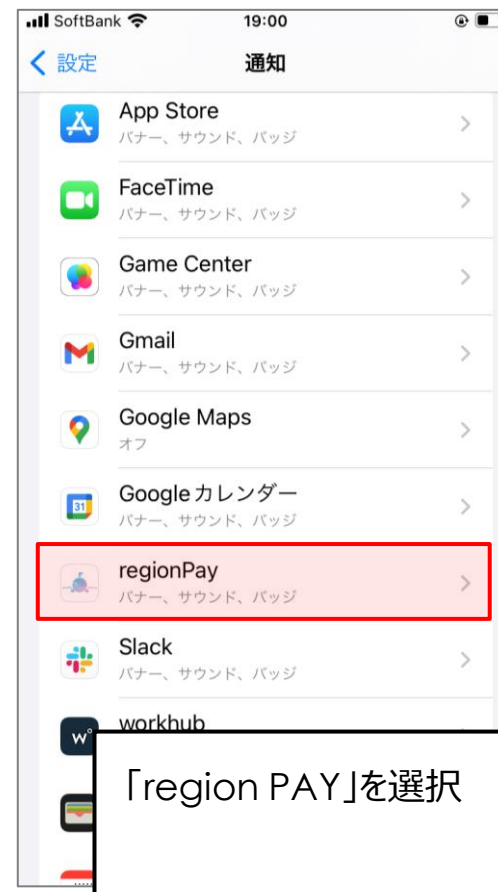 SoftBank 19:00
設定 通知
App Store
バナー、サウンド、バッジ
FaceTime
バナー、サウンド、バッジ
Game Center
バナー、サウンド、バッジ
Gmail
バナー、サウンド、バッジ
Google Maps
オフ
31
Googleカレンダー
バナー、サウンド、バッジ
regionPay
バナー、サウンド、バッジ
Slack
バナー、サウンド、バッジ
workhub
w°
「region PAY」を選択